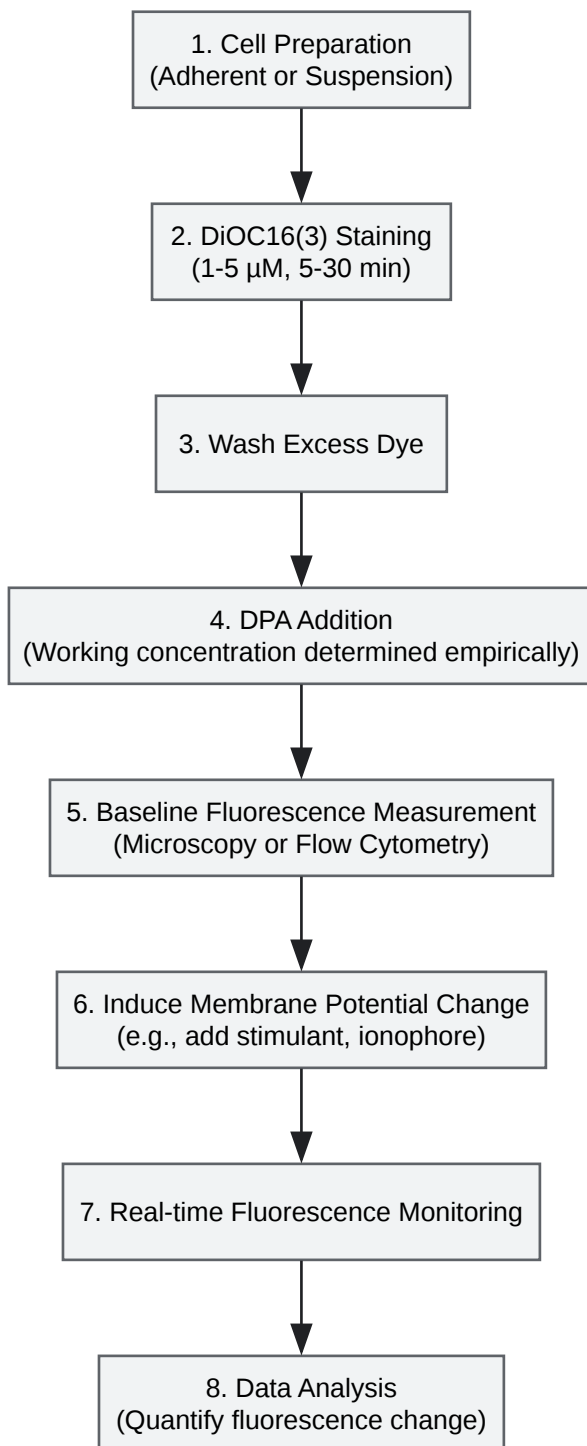 1. Cell Preparation
(Adherent or Suspension)
2. DiOC16(3) Staining
(1-5 µM, 5-30 min)
3. Wash Excess Dye
4. DPA Addition
(Working concentration determined empirically)
5. Baseline Fluorescence Measurement
(Microscopy or Flow Cytometry)
6. Induce Membrane Potential Change
(e.g., add stimulant, ionophore)
7. Real-time Fluorescence Monitoring
8. Data Analysis
(Quantify fluorescence change)